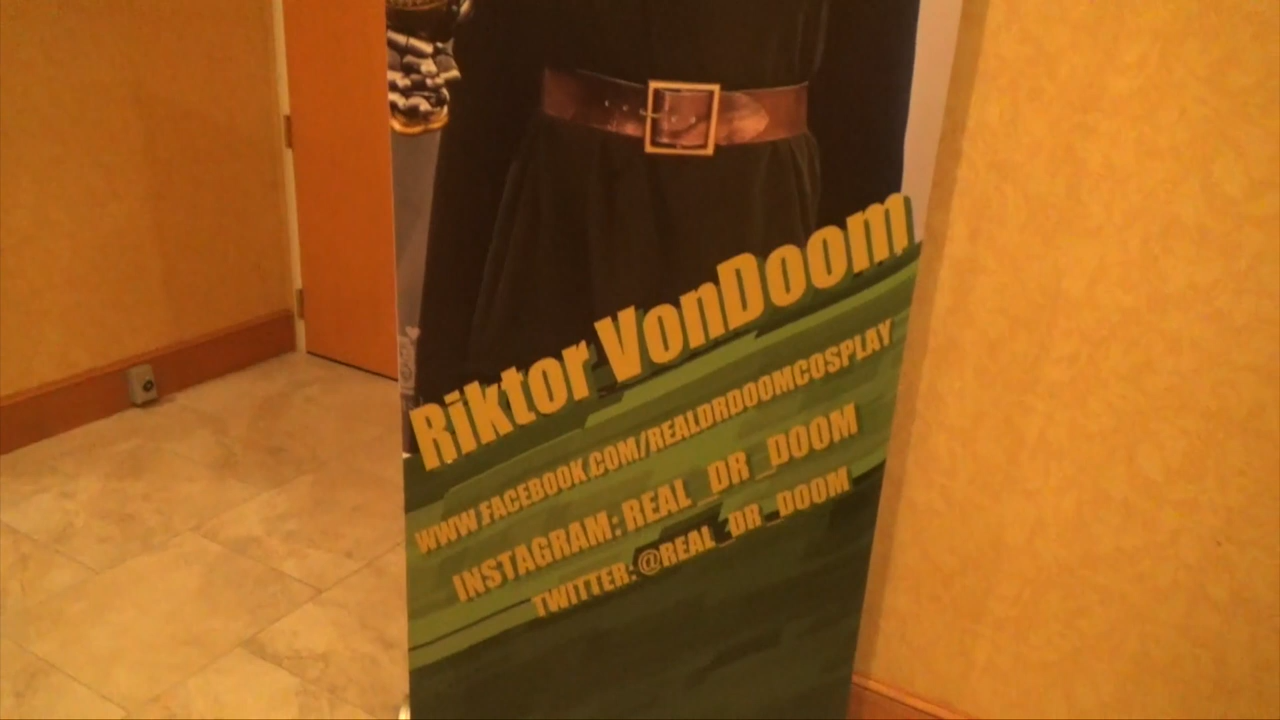 Riktor VonDoom
WWW.FACEBOOK.COM/REALDRDOOMCOSPLAY
INSTAGRAM: REAL_DR_DOOM
TWITTER: @REAL_DR_DOOM